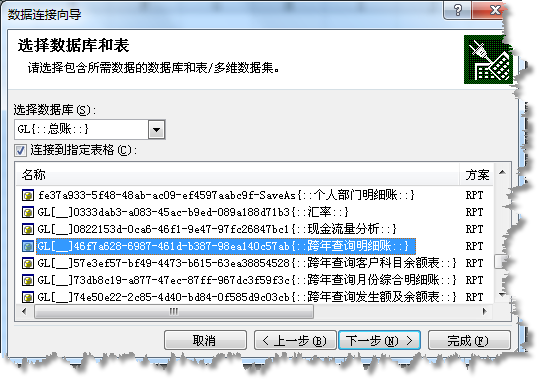 数据连接向导
选择数据库和表
请选择包含所需数据的数据库和表/多维数据集。
选择数据库(S):
GL{::总账::}
连接到指定表格(C):
名称 方案
fe37a933-5f48-48ab-ac09-ef4597aabc9f-SaveAs{::个人部门明细账::} RPT
GL[__]0333dab3-a083-45ac-b9ed-089a188d71b3{::汇率::} RPT
GL[__]0822153d-0ca6-46f1-9e47-97fc26847bc1{::现金流量分析::} RPT
GL[__]46f7a628-6987-461d-b387-98ea140c57ab{::跨年查询明细账::} RPT
GL[__]57e3ef57-bf49-4473-b615-63ea38854528{::跨年查询客户科目余额表::} RPT
GL[__]73db8c19-a877-47ec-87ff-967dc3f59f3c{::跨年查询月份综合明细账::} RPT
GL[__]74e50e22-2c85-4d40-bd84-0f585d9c03cb{::跨年查询发生额及余额表::} RPT
取消 < 上一步(B) 下一步(N) > 完成(F)